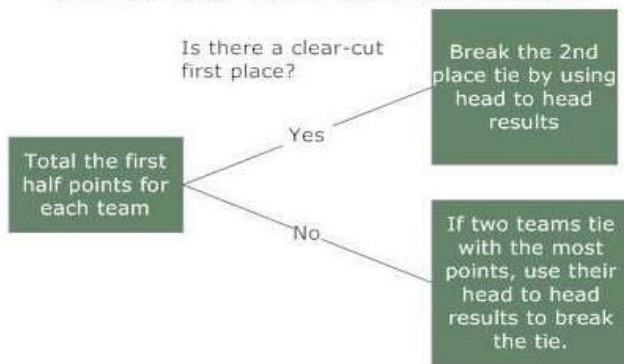 Is there a clear-cut
first place?
Break the 2nd
place tie by using
head to head
results
Yes
Total the first
half points for
each team
No
If two teams tie
with the most
points, use their
head to head
results to break
the tie.